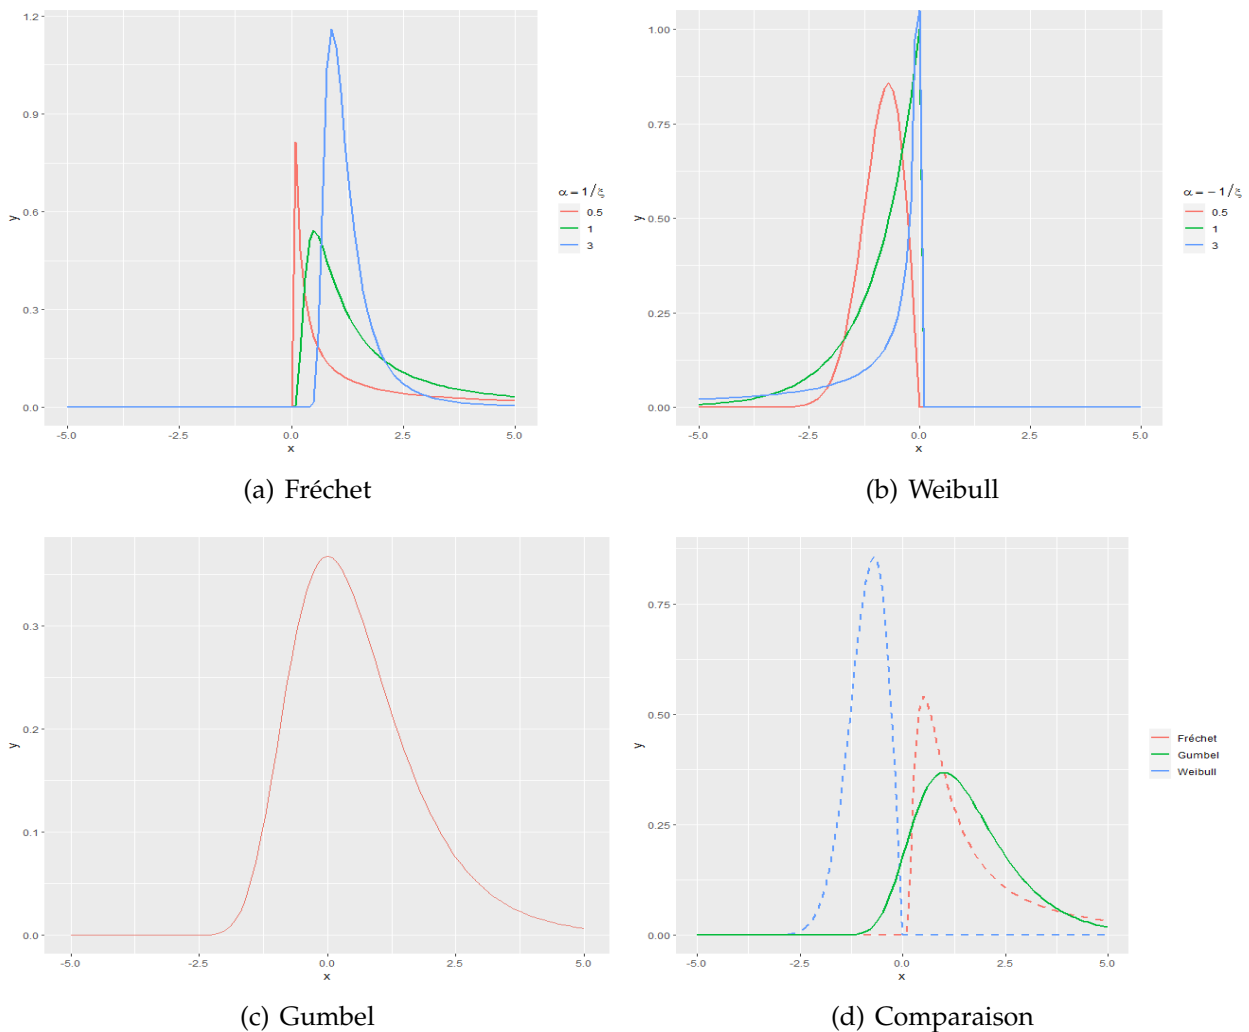 1.2
0.9
0.6
0.3
0.0
y
-5.0 -2.5 0.0 2.5 5.0
x
α = 1/ξ
0.5
1
3
(a) Fréchet
1.00
0.75
0.50
0.25
0.00
y
-5.0 -2.5 0.0 2.5 5.0
x
α = − 1/ξ
0.5
1
3
(b) Weibull
0.3
0.2
0.1
0.0
y
-5.0 -2.5 0.0 2.5 5.0
x
(c) Gumbel
0.75
0.50
0.25
0.00
y
-5.0 -2.5 0.0 2.5 5.0
x
Fréchet
Gumbel
Weibull
(d) Comparaison